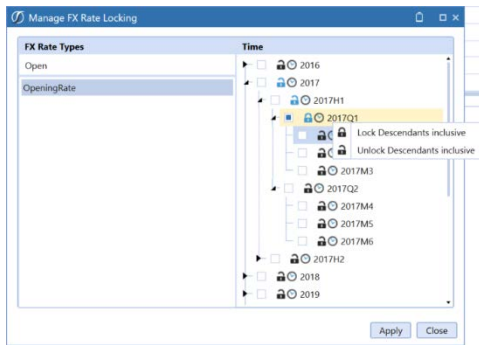 Manage FX Rate Locking
FX Rate Types
Time
Open
OpeningRate
2016
2017
2017H1
2017Q1
Lock Descendants inclusive
Unlock Descendants inclusive
2017M3
2017Q2
2017M4
2017M5
2017M6
2017H2
2018
2019
Apply
Close